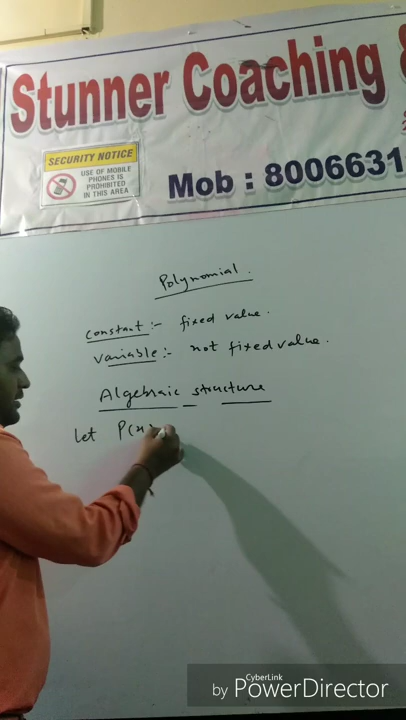 Stunner Coaching &
SECURITY NOTICE
USE OF MOBILE
PHONES IS
PROHIBITED
IN THIS AREA
Mob : 8006631
Polynomial.
constant :- fixed value.
variable :- not fixed value.
Algebraic structure
let P(x)
CyberLink
by PowerDirector